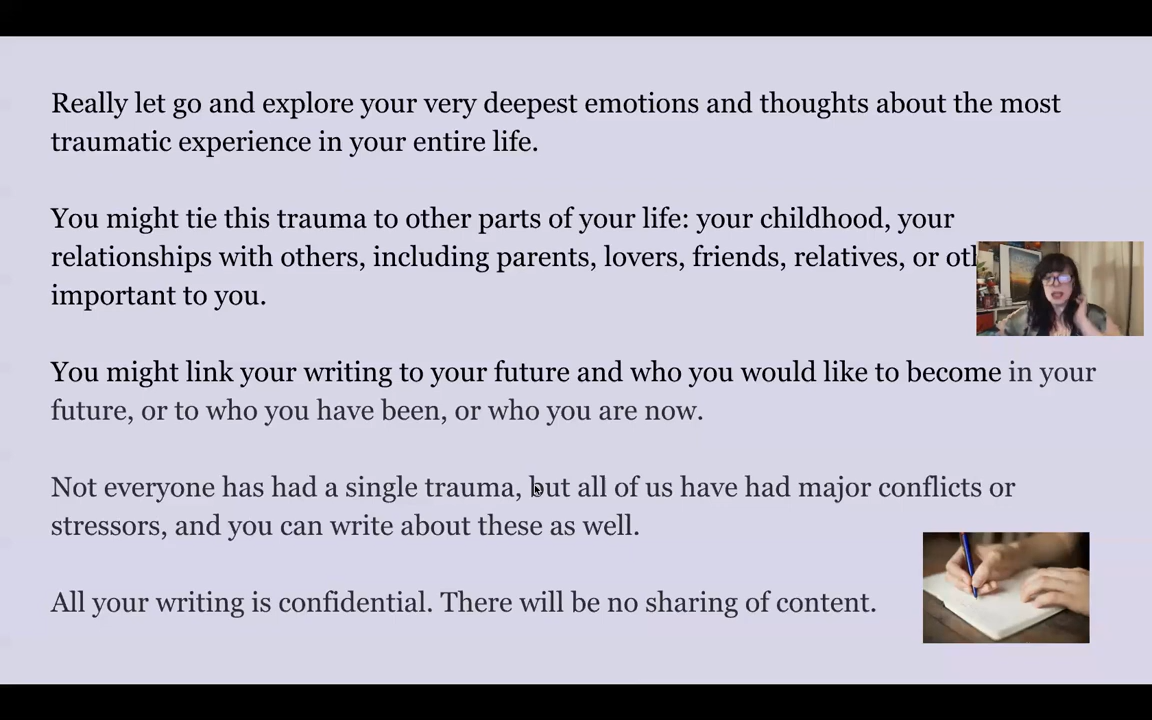 Really let go and explore your very deepest emotions and thoughts about the most
traumatic experience in your entire life.
You might tie this trauma to other parts of your life: your childhood, your
relationships with others, including parents, lovers, friends, relatives, or
important to you.
You might link your writing to your future and who you would like to become in your
future, or to who you have been, or who you are now.
Not everyone has had a single trauma, but all of us have had major conflicts or
stressors, and you can write about these as well.
All your writing is confidential. There will be no sharing of content.